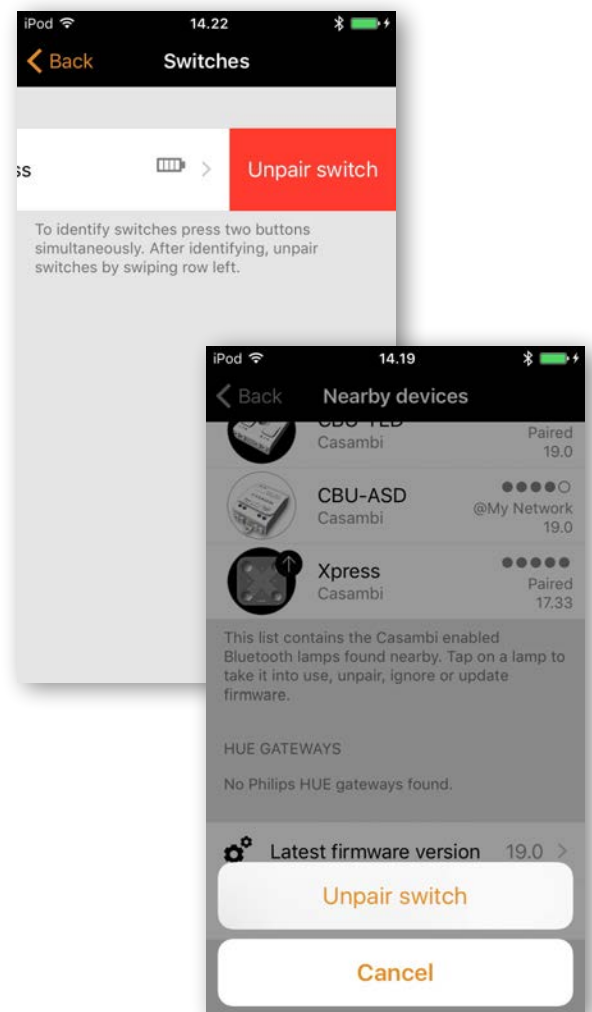 iPod 14.22
Back Switches
ss Unpair switch
To identify switches press two buttons
simultaneously. After identifying, unpair
switches by swiping row left.
iPod 14.19
Back Nearby devices
Casambi Paired
19.0
CBU-ASD
Casambi @My Network
19.0
Xpress
Casambi Paired
17.33
This list contains the Casambi enabled
Bluetooth lamps found nearby. Tap on a lamp to
take it into use, unpair, ignore or update
firmware.
HUE GATEWAYS
No Philips HUE gateways found.
Latest firmware version 19.0
Unpair switch
Cancel